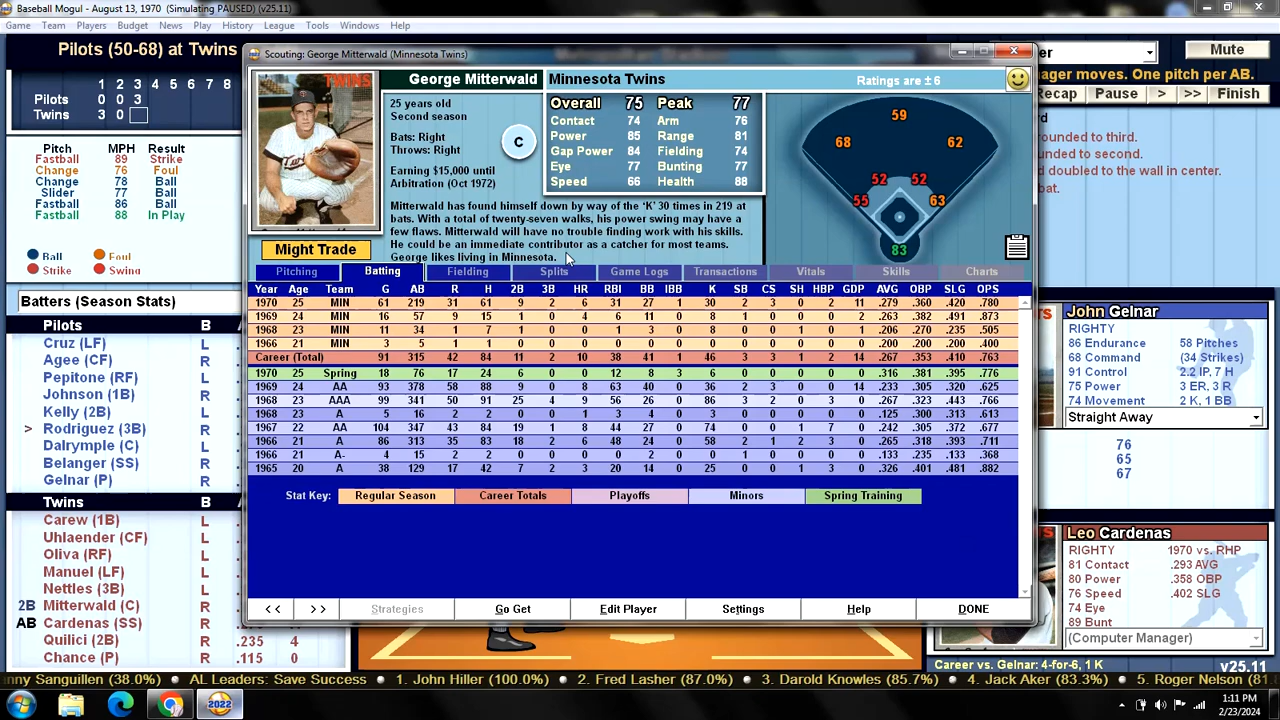 Baseball Mogul - August 13, 1970 (Simulating PAUSED) (v25.11)
Game Team Players Budget News Play History League Tools Windows Help
Pilots (50-68) at Twins
1 2 3 4 5 6 7 8
Pilots 0 0 3
Twins 3 0
Pitch MPH Result
Fastball 89 Strike
Change 76 Foul
Change 78 Ball
Slider 77 Ball
Fastball 86 Ball
Fastball 88 In Play
Ball Foul
Strike Swing
Batters (Season Stats)
Pilots B
Cruz (LF) L
Agee (CF) R
Pepitone (RF) L
Johnson (1B) R
Kelly (2B) R
> Rodriguez (3B) R
Dalrymple (C) L
Belanger (SS) R
Gelnar (P) R
Twins B
Carew (1B) L
Uhlaender (CF) L
Oliva (RF) L
Manuel (LF) L
Nettles (3B) L
2B Mitterwald (C) R
AB Cardenas (SS) R
Quilici (2B) R .235 4
Chance (P) R .115 0
Scouting: George Mitterwald (Minnesota Twins)
TWINS
George Mitterwald Minnesota Twins Ratings are ± 6
25 years old
Second season
Bats: Right
Throws: Right
Earning $15,000 until
Arbitration (Oct 1972)
C
Overall 75 Peak 77
Contact 74 Arm 76
Power 85 Range 81
Gap Power 84 Fielding 74
Eye 77 Bunting 77
Speed 66 Health 88
59
68 62
52 52
55 63
83
Mitterwald has found himself down by way of the 'K' 30 times in 219 at
bats. With a total of twenty-seven walks, his power swing may have a
few flaws. Mitterwald will have no trouble finding work with his skills.
He could be an immediate contributor as a catcher for most teams.
George likes living in Minnesota.
Might Trade
Pitching Batting Fielding Splits Game Logs Transactions Vitals Skills Charts
Year Age Team G AB R H 2B 3B HR RBI BB IBB K SB CS SH HBP GDP AVG OBP SLG OPS
1970 25 MIN 61 219 31 61 9 2 6 31 27 1 30 2 3 0 2 11 .279 .360 .420 .780
1969 24 MIN 16 57 9 15 1 0 4 6 11 0 8 1 0 0 0 2 .263 .382 .491 .873
1968 23 MIN 11 34 1 7 1 0 0 1 3 0 8 0 0 1 0 1 .206 .270 .235 .505
1966 21 MIN 3 5 1 1 0 0 0 0 0 0 0 0 0 0 0 0 .200 .200 .200 .400
Career (Total) 91 315 42 84 11 2 10 38 41 1 46 3 3 1 2 14 .267 .353 .410 .763
1970 25 Spring 18 76 17 24 6 0 0 12 8 3 6 0 0 0 0 1 .316 .381 .395 .776
1969 24 AA 93 378 58 88 8 8 63 40 0 36 2 3 0 0 14 .233 .305 .320 .625
1968 23 AAA 99 341 50 91 25 4 9 56 26 0 86 3 2 0 3 7 .267 .323 .443 .766
1968 23 A 5 16 2 2 0 0 1 3 4 0 3 0 0 0 0 0 .125 .300 .313 .613
1967 22 AA 104 347 43 84 19 1 8 44 27 0 74 0 0 1 3 7 .242 .305 .372 .677
1966 21 A 86 313 35 83 18 2 6 48 24 0 58 2 1 0 2 4 .265 .318 .393 .711
1966 21 A- 4 15 2 2 0 0 0 0 2 0 0 1 0 0 0 0 .133 .235 .133 .368
1965 20 A 38 129 17 42 7 2 3 20 14 0 25 0 0 1 3 0 .326 .401 .481 .882
Stat Key: Regular Season Career Totals Playoffs Minors Spring Training
<< >> Strategies Go Get Edit Player Settings Help DONE
Mute
One pitch per AB.
Recap Pause > >> Finish
ounded to third.
ounded to second.
doubled to the wall in center.
bat.
John Gelnar
RIGHTY
86 Endurance 58 Pitches
68 Command (34 Strikes)
91 Control 2.2 IP, 7 H
75 Power 3 ER, 3 R
74 Movement 2 K, 1 BB
Straight Away
76
65
67
Leo Cardenas
RIGHTY 1970 vs. RHP
81 Contact .293 AVG
80 Power .358 OBP
76 Speed .402 SLG
74 Eye
89 Bunt
(Computer Manager)
Career vs. Gelnar: 4-for-6, 1 K v25.11
nny Sanguillen (38.0%) AL Leaders: Save Success 1. John Hiller (100.0%) 2. Fred Lasher (87.0%) 3. Darold Knowles (85.7%) 4. Jack Aker (83.3%) 5. Roger Nelson (81.8
2022
1:11 PM
2/23/2024